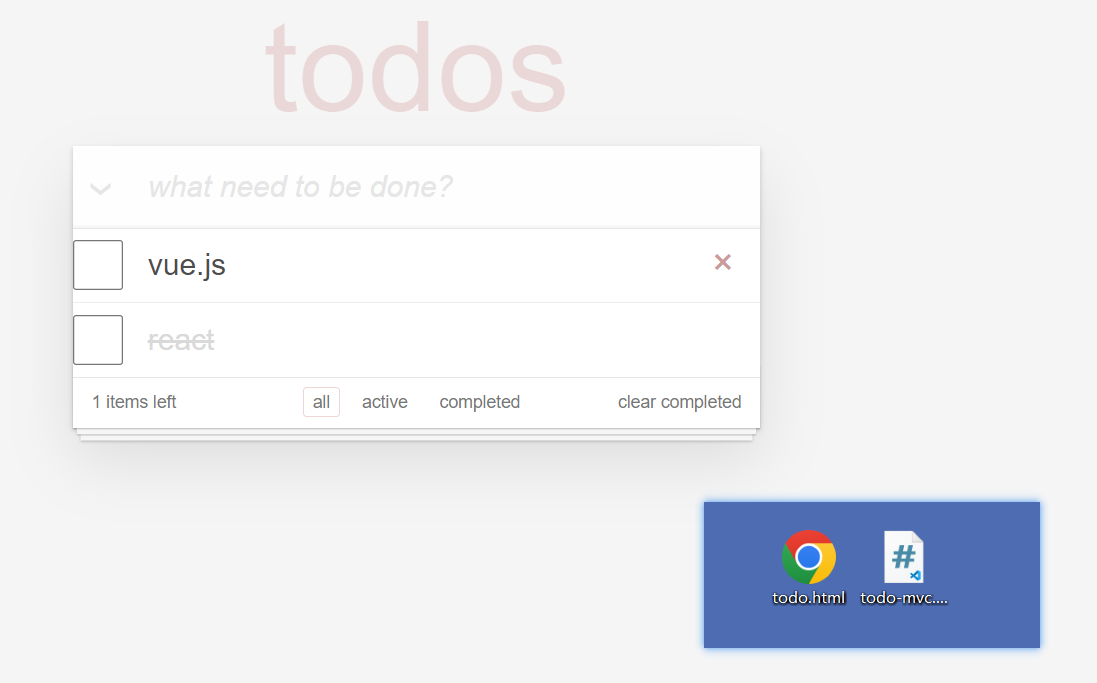 todos
what need to be done?
vue.js
react
1 items left all active completed clear completed
todo.html todo-mvc....